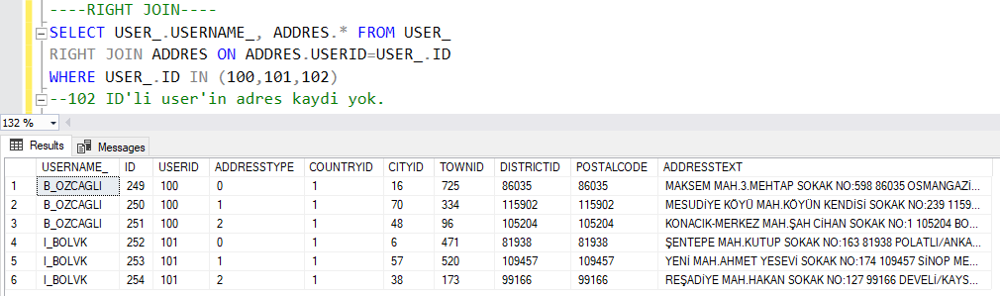 ----RIGHT JOIN----
SELECT USER_.USERNAME_, ADDRES.* FROM USER_
RIGHT JOIN ADDRES ON ADDRES.USERID=USER_.ID
WHERE USER_.ID IN (100,101,102)
--102 ID'li user'in adres kaydi yok.
132 %
Results Messages
USERNAME_ ID USERID ADDRESSTYPE COUNTRYID CITYID TOWNID DISTRICTID POSTALCODE ADDRESSTEXT
1 B_OZCAGLI 249 100 0 1 16 725 86035 86035 MAKSEM MAH.3.MEHTAP SOKAK NO:598 86035 OSMANGAZİ...
2 B_OZCAGLI 250 100 1 1 70 334 115902 115902 MESUDİYE KÖYÜ MAH.KÖYÜN KENDİSİ SOKAK NO:239 1159...
3 B_OZCAGLI 251 100 2 1 48 96 105204 105204 KONACIK-MERKEZ MAH.ŞAH CİHAN SOKAK NO:1 105204 BO...
4 I_BOLVK 252 101 0 1 6 471 81938 81938 ŞENTEPE MAH.KUTUP SOKAK NO:163 81938 POLATLI/ANKA...
5 I_BOLVK 253 101 1 1 57 520 109457 109457 YENİ MAH.AHMET YESEVİ SOKAK NO:174 109457 SİNOP ME...
6 I_BOLVK 254 101 2 1 38 173 99166 99166 REŞADİYE MAH.HAKAN SOKAK NO:127 99166 DEVELİ/KAYS...